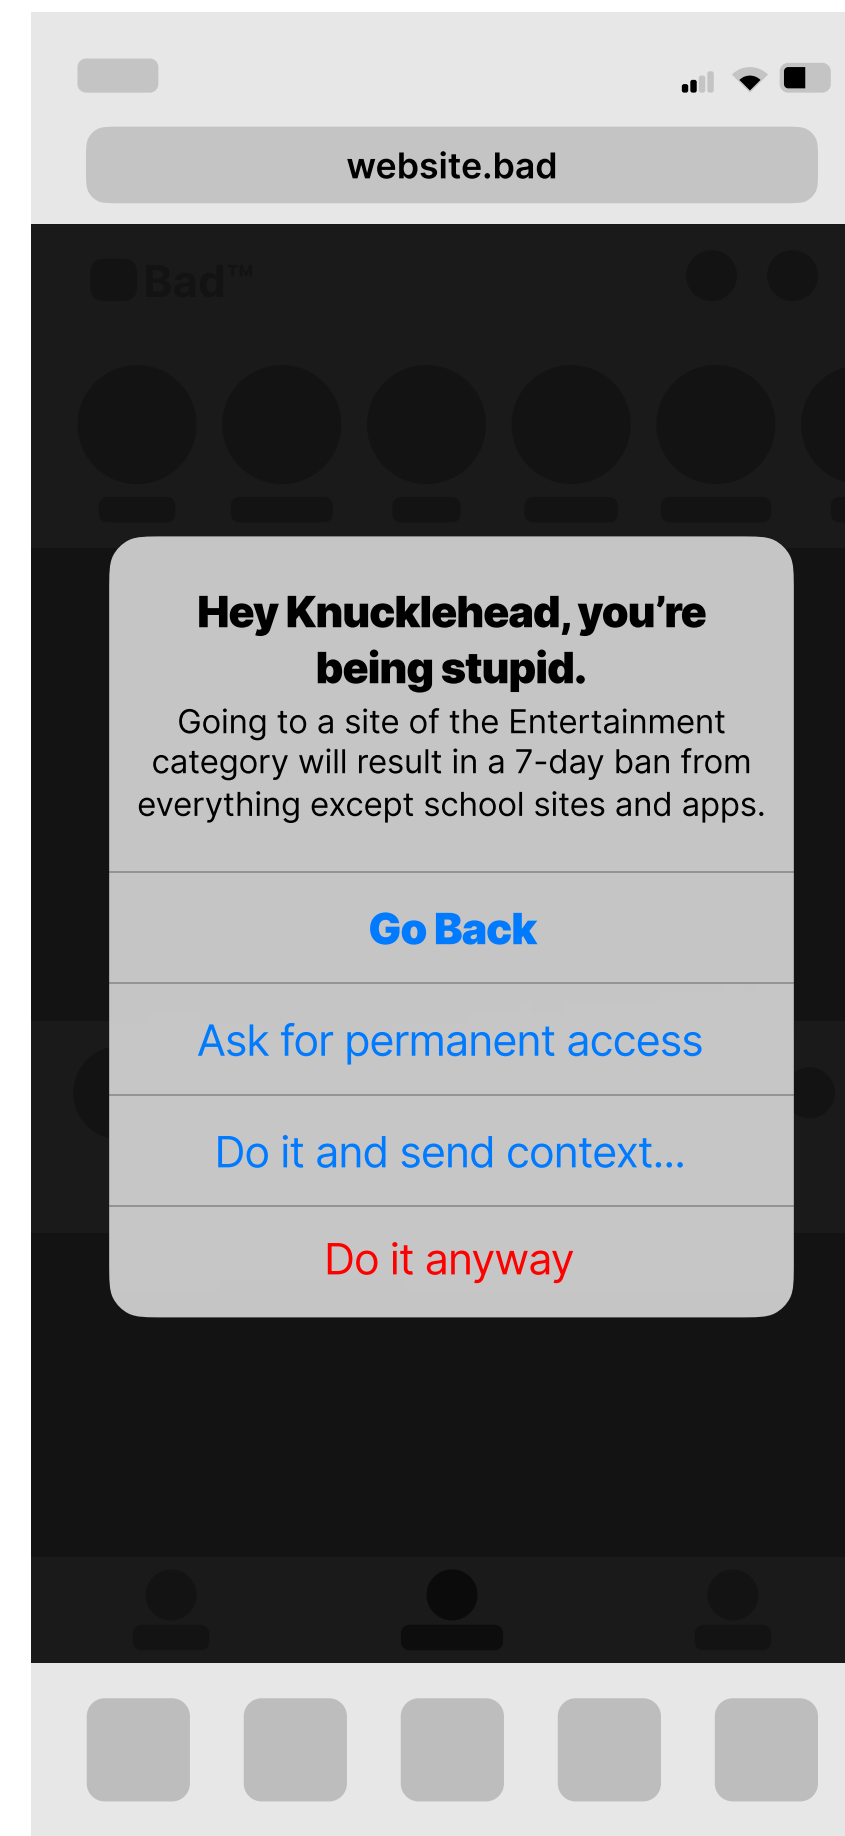 website.bad
Bad™
Hey Knucklehead, you’re
being stupid.
Going to a site of the Entertainment
category will result in a 7-day ban from
everything except school sites and apps.
Go Back
Ask for permanent access
Do it and send context...
Do it anyway